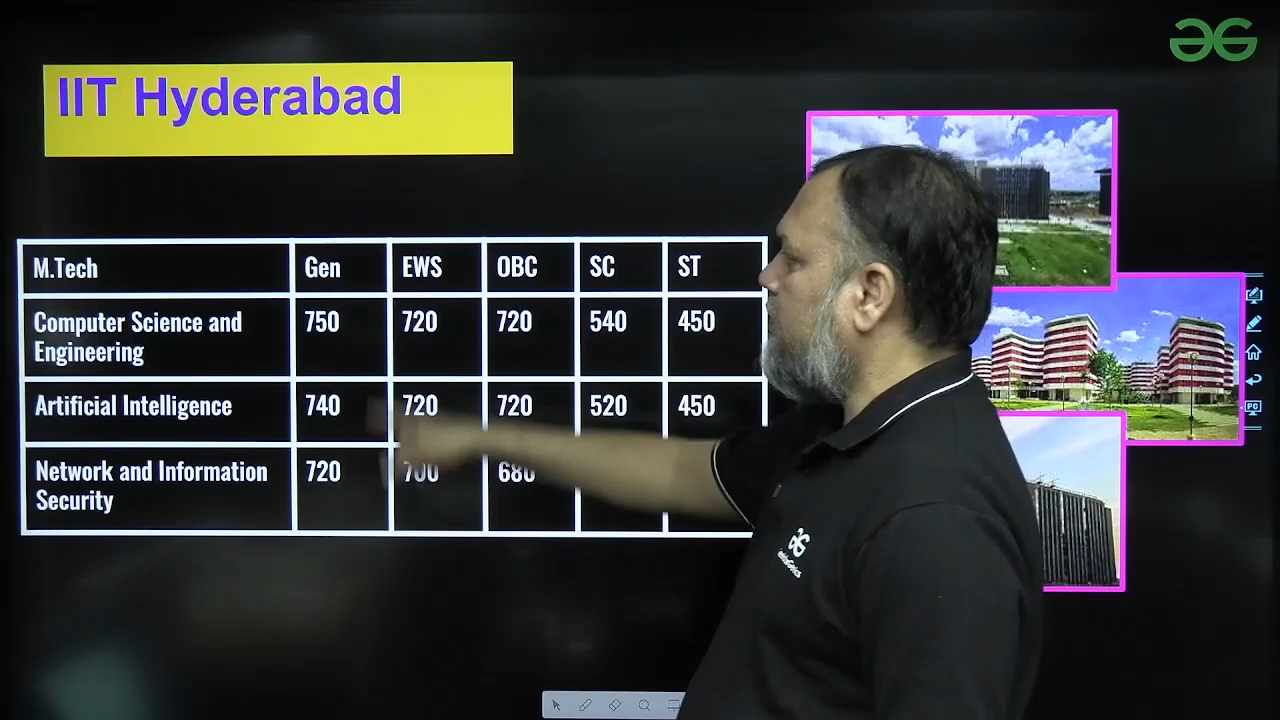 IIT Hyderabad
M.Tech Gen EWS OBC SC ST
Computer Science and Engineering 750 720 720 540 450
Artificial Intelligence 740 720 720 520 450
Network and Information Security 720 700 680
PC